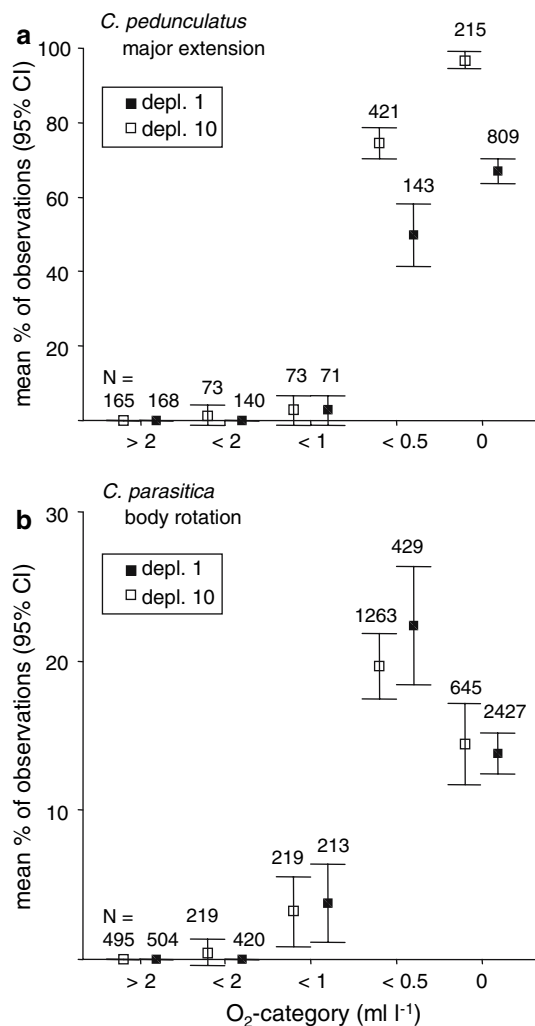 C. pedunculatus
a major extension
mean % of observations (95% CI)
100
80
60
40
20
depl. 1
depl. 10
215
421
809
143
N =
165 168 73 140 73 71
> 2 < 2 < 1 < 0.5 0
C. parasitica
b body rotation
mean % of observations (95% CI)
30
20
10
depl. 1
depl. 10
429
1263
645
2427
219 213
N =
219
495 504 420
> 2 < 2 < 1 < 0.5 0
O₂-category (ml l⁻¹)